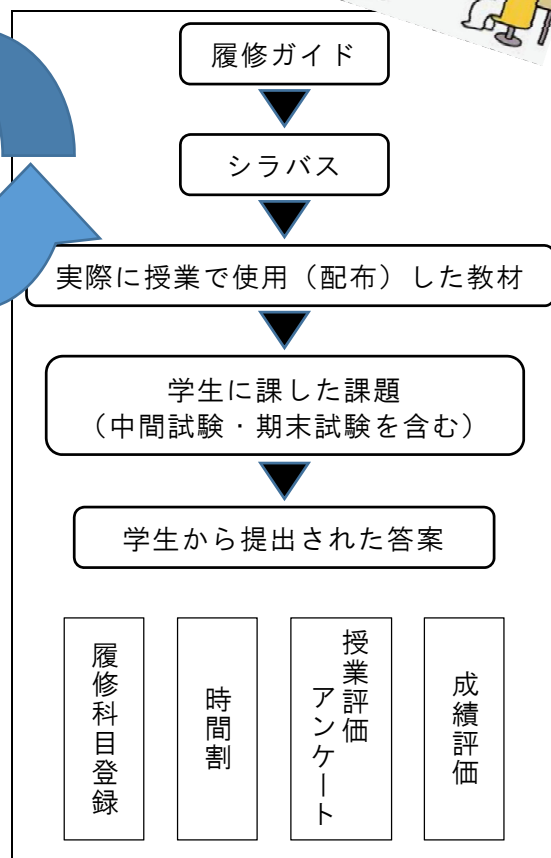 履修ガイド
シラバス
実際に授業で使用（配布）した教材
学生に課した課題
（中間試験・期末試験を含む）
学生から提出された答案
履修科目登録
時間割
授業評価
アンケート
成績評価